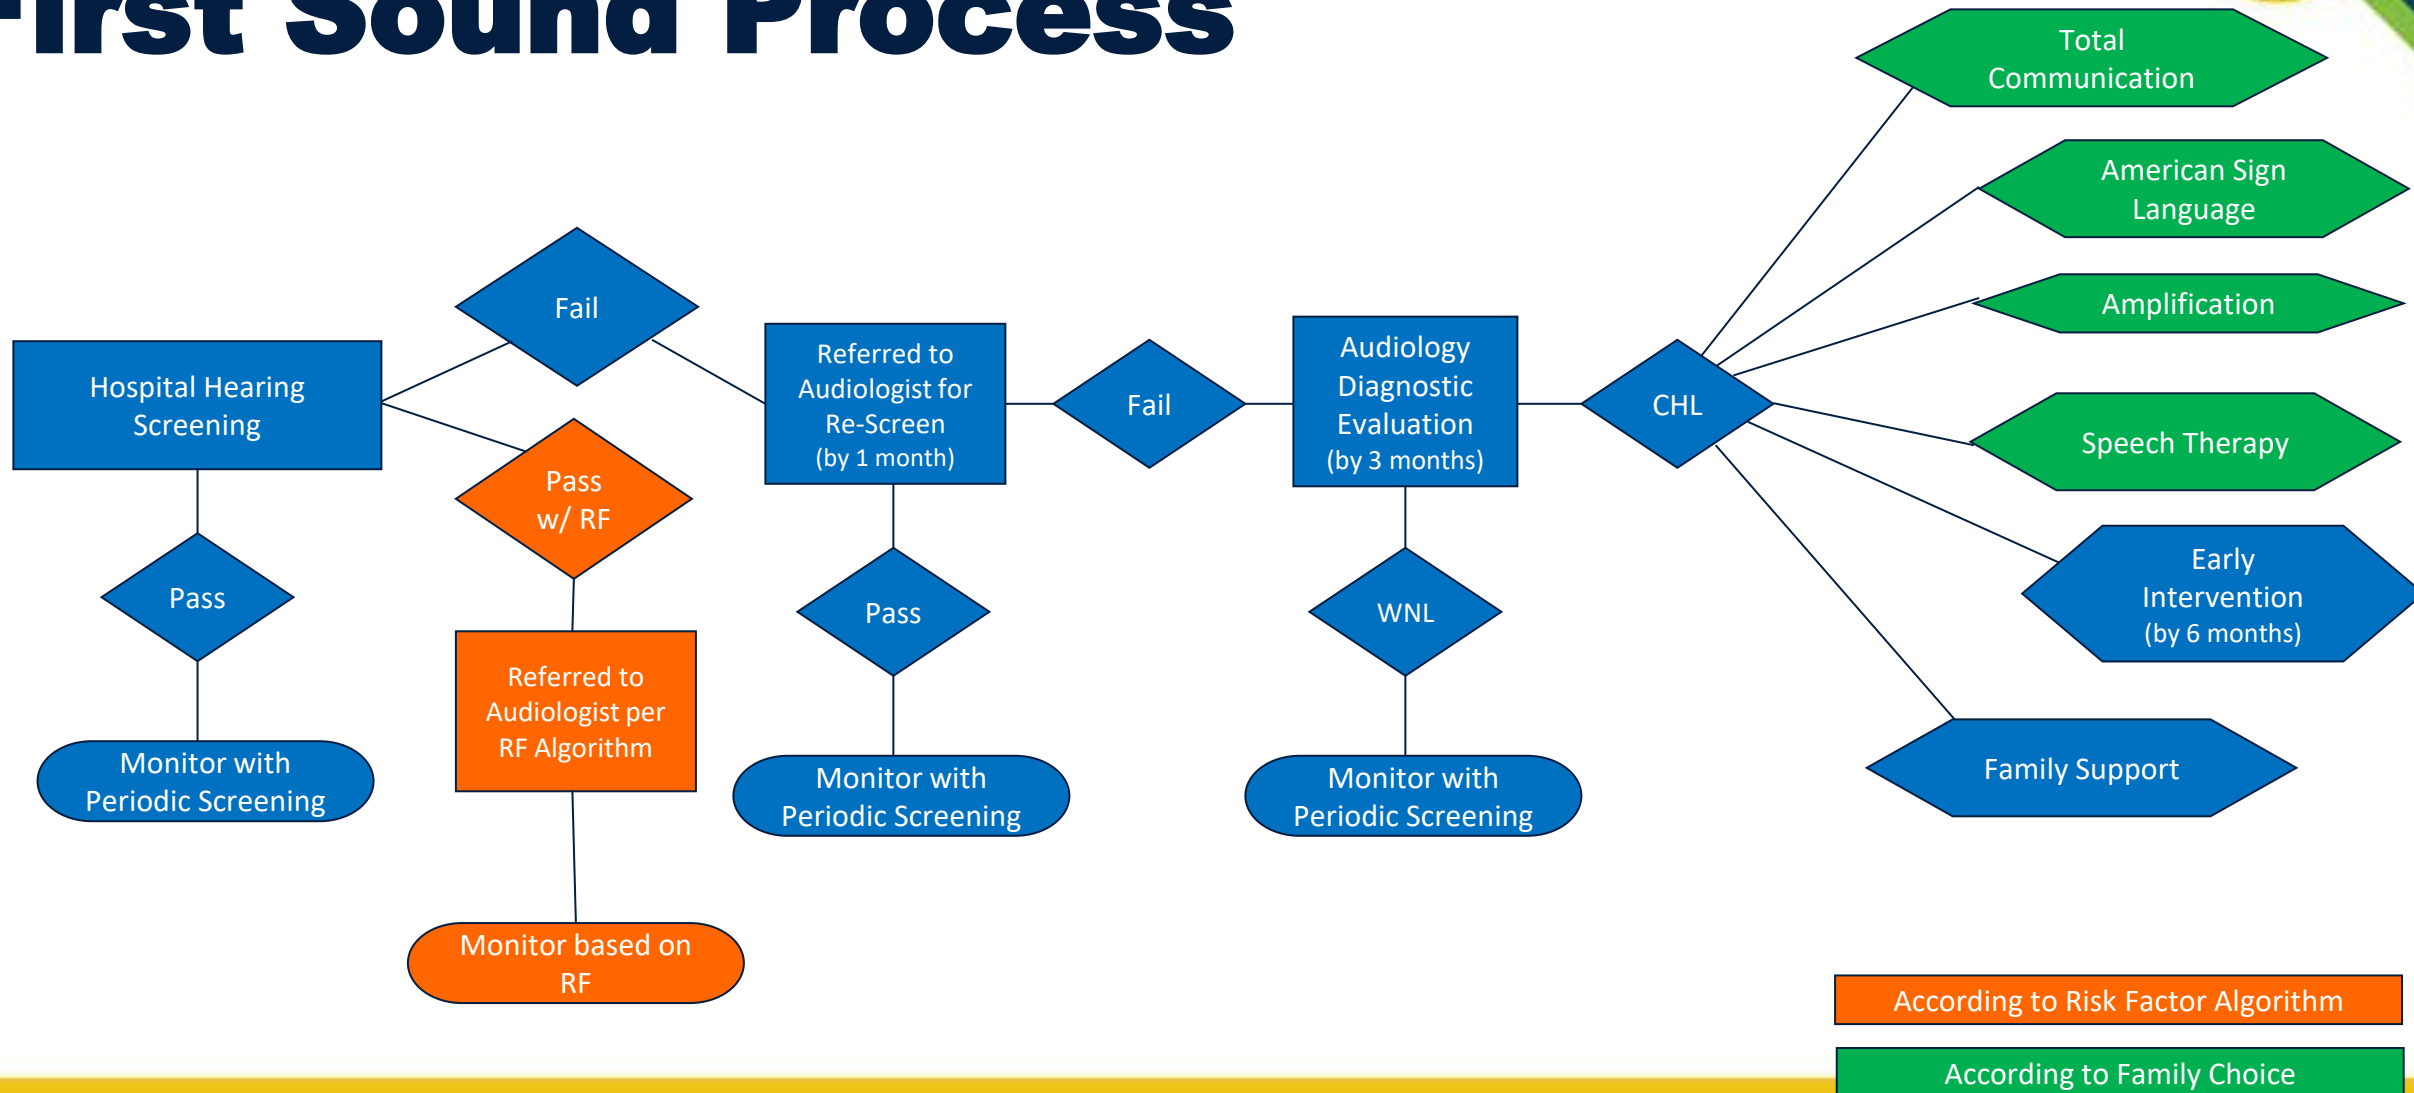 First Sound Process
Total
Communication
American Sign
Language
Amplification
Fail
Hospital Hearing
Screening
Referred to
Audiologist for
Re-Screen
(by 1 month)
Fail
Audiology
Diagnostic
Evaluation
(by 3 months)
CHL
Speech Therapy
Pass
w/ RF
Pass
Pass
WNL
Early
Intervention
(by 6 months)
Referred to
Audiologist per
RF Algorithm
Monitor with
Periodic Screening
Monitor with
Periodic Screening
Monitor with
Periodic Screening
Family Support
Monitor based on
RF
According to Risk Factor Algorithm
According to Family Choice